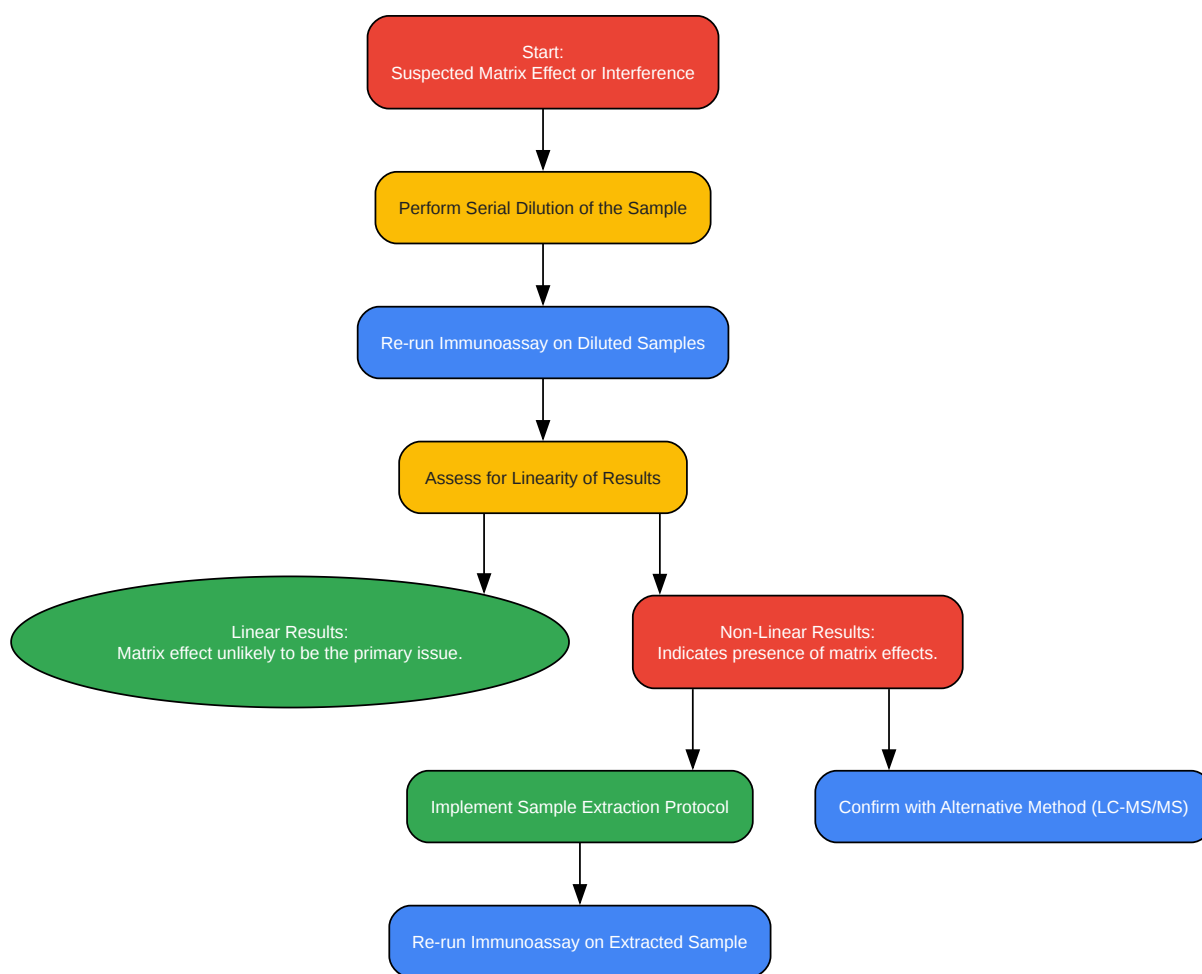 Start:
Suspected Matrix Effect or Interference
Perform Serial Dilution of the Sample
Re-run Immunoassay on Diluted Samples
Assess for Linearity of Results
Linear Results:
Matrix effect unlikely to be the primary issue.
Non-Linear Results:
Indicates presence of matrix effects.
Implement Sample Extraction Protocol
Confirm with Alternative Method (LC-MS/MS)
Re-run Immunoassay on Extracted Sample